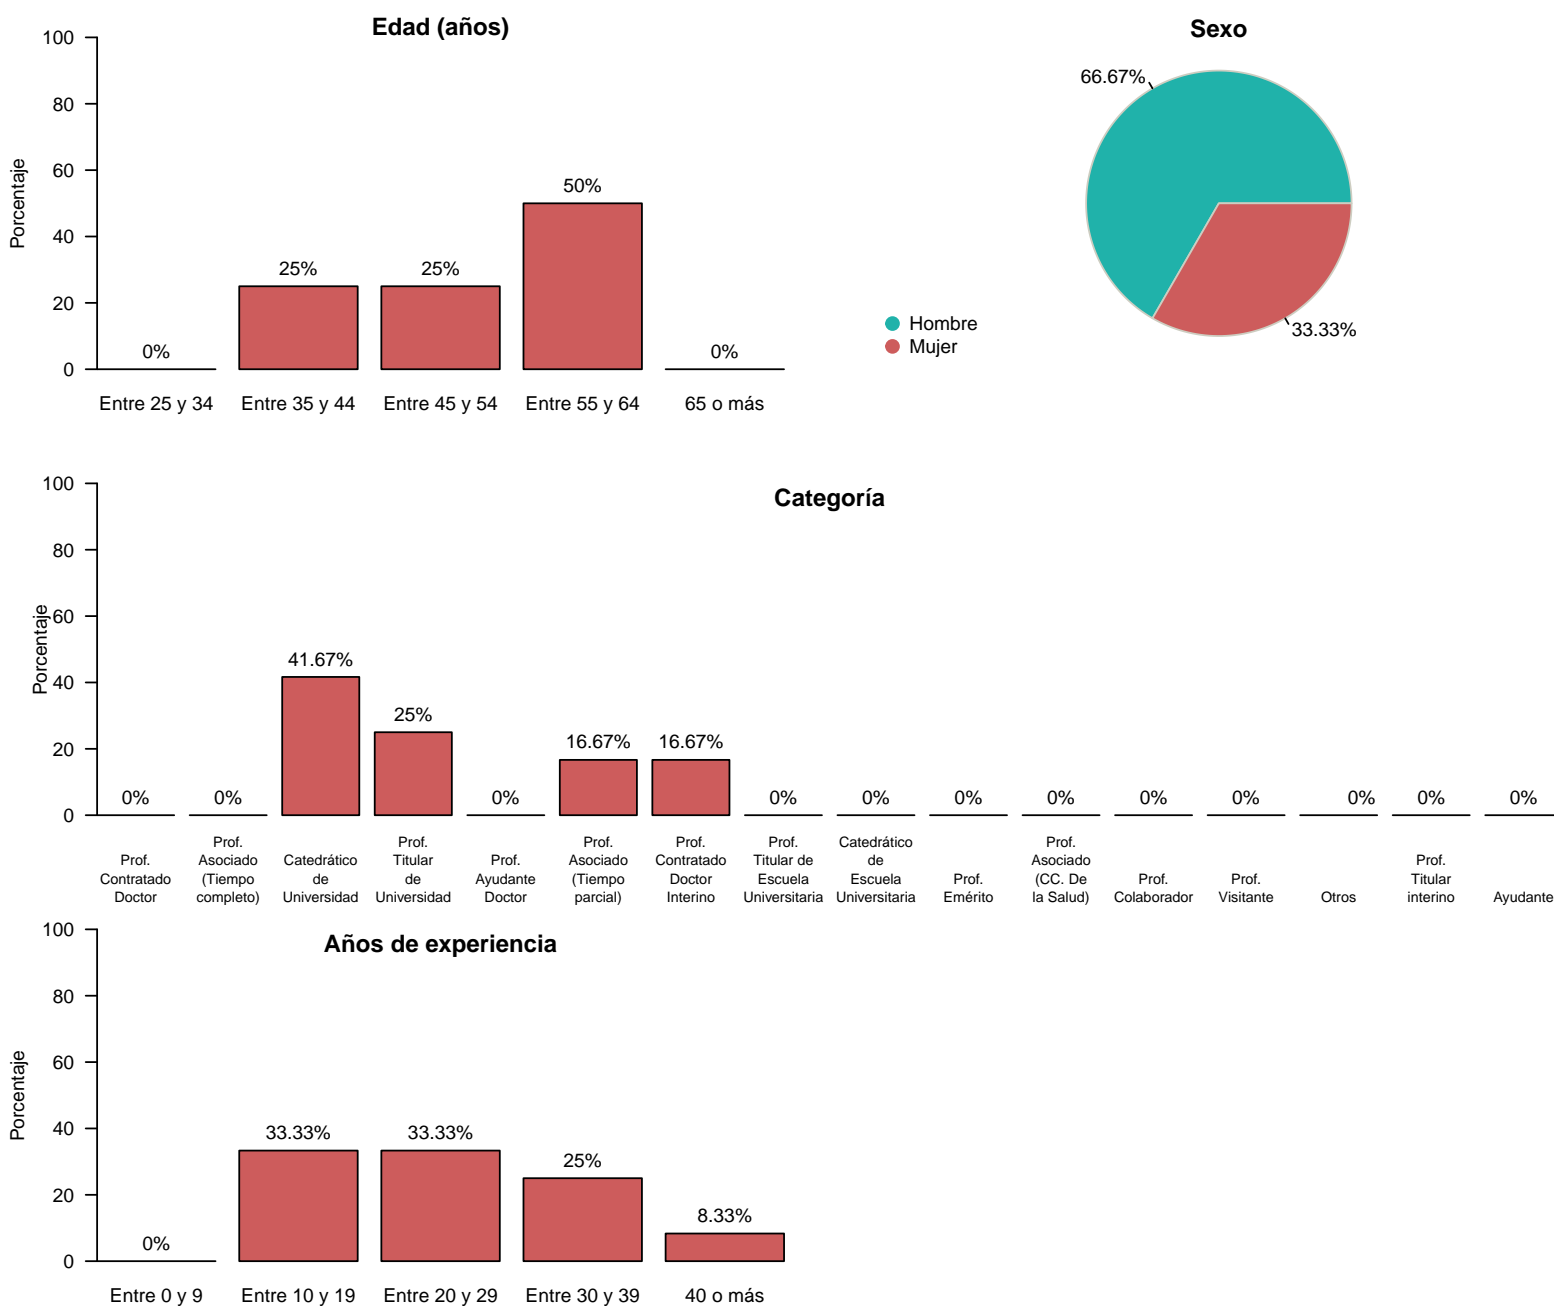 Edad (años)
Porcentaje
100
80
60
40
20
0
0%
25%
25%
50%
0%
Entre 25 y 34
Entre 35 y 44
Entre 45 y 54
Entre 55 y 64
65 o más
Sexo
66.67%
33.33%
Hombre
Mujer
Categoría
Porcentaje
100
80
60
40
20
0
0%
0%
41.67%
25%
0%
16.67%
16.67%
0%
0%
0%
0%
0%
0%
0%
0%
0%
Prof.
Contratado
Doctor
Prof.
Asociado
(Tiempo
completo)
Catedrático
de
Universidad
Prof.
Titular
de
Universidad
Prof.
Ayudante
Doctor
Prof.
Asociado
(Tiempo
parcial)
Prof.
Contratado
Doctor
Interino
Prof.
Titular de
Escuela
Universitaria
Catedrático
de
Escuela
Universitaria
Prof.
Emérito
Prof.
Asociado
(CC. De
la Salud)
Prof.
Colaborador
Prof.
Visitante
Otros
Prof.
Titular
interino
Ayudante
Años de experiencia
Porcentaje
100
80
60
40
20
0
0%
33.33%
33.33%
25%
8.33%
Entre 0 y 9
Entre 10 y 19
Entre 20 y 29
Entre 30 y 39
40 o más